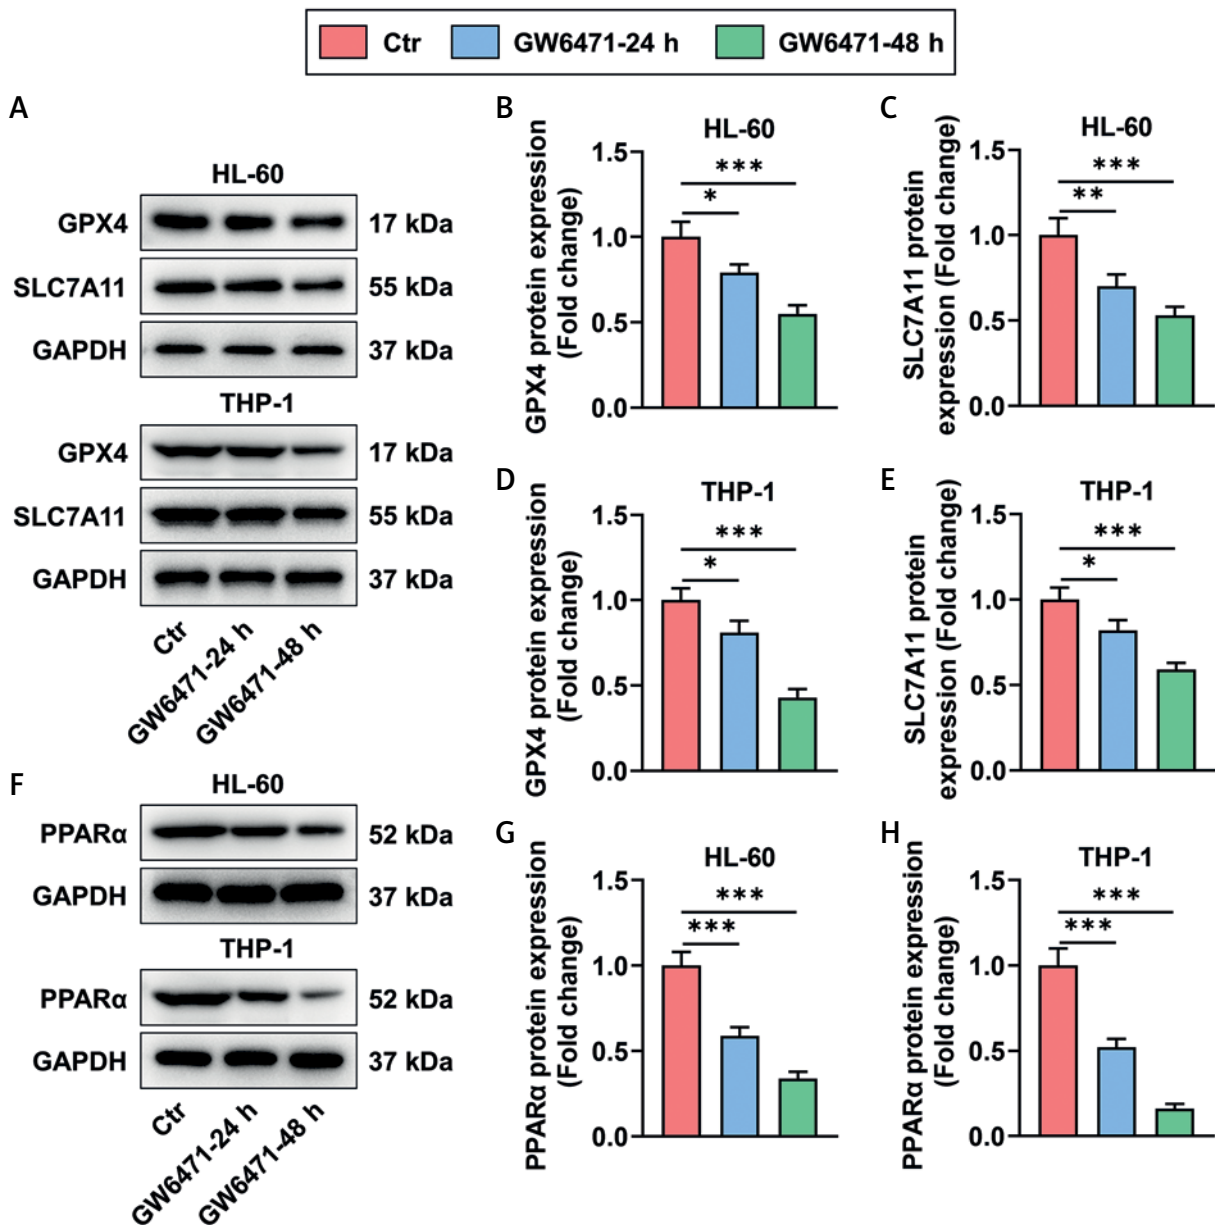 Ctr GW6471-24 h GW6471-48 h
A
HL-60
GPX4 17 kDa
SLC7A11 55 kDa
GAPDH 37 kDa
THP-1
GPX4 17 kDa
SLC7A11 55 kDa
GAPDH 37 kDa
Ctr
GW6471-24 h
GW6471-48 h
B
HL-60
GPX4 protein expression
(Fold change)
1.5
1.0
0.5
0.0
***
*
C
HL-60
SLC7A11 protein
expression (Fold change)
1.5
1.0
0.5
0.0
***
**
D
THP-1
GPX4 protein expression
(Fold change)
1.5
1.0
0.5
0.0
***
*
E
THP-1
SLC7A11 protein
expression (Fold change)
1.5
1.0
0.5
0.0
***
*
F
HL-60
PPARα 52 kDa
GAPDH 37 kDa
THP-1
PPARα 52 kDa
GAPDH 37 kDa
Ctr
GW6471-24 h
GW6471-48 h
G
HL-60
PPARα protein expression
(Fold change)
1.5
1.0
0.5
0.0
***
***
H
THP-1
PPARα protein expression
(Fold change)
1.5
1.0
0.5
0.0
***
***